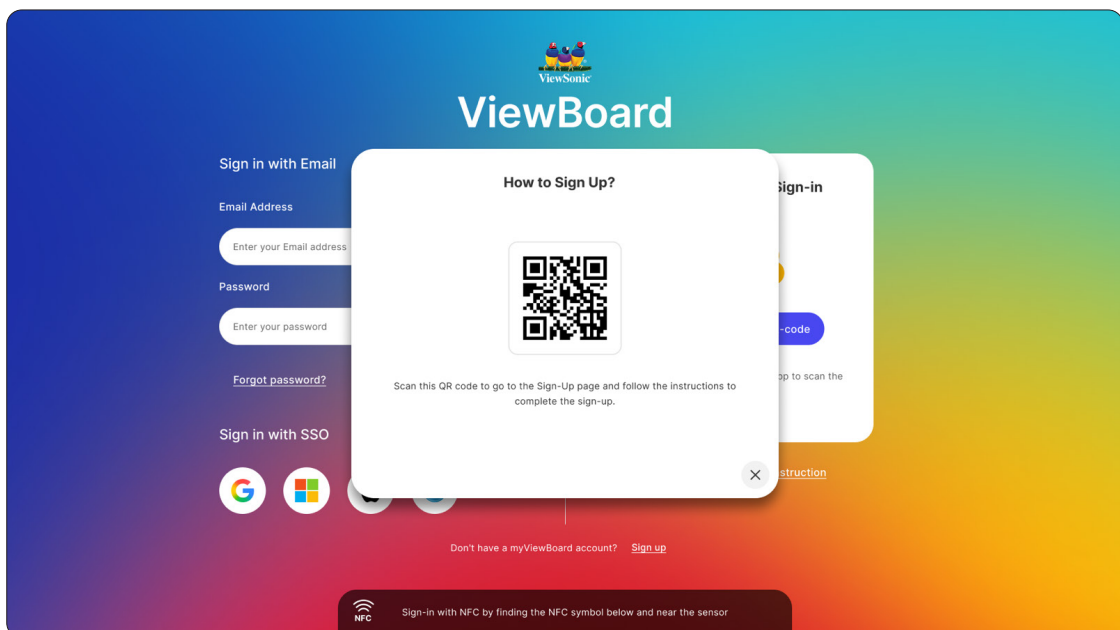 ViewSonic
ViewBoard
Sign in with Email
Email Address
Enter your Email address
Password
Enter your password
Forgot password?
Sign in with SSO
How to Sign Up?
Scan this QR code to go to the Sign-Up page and follow the instructions to
complete the sign-up.
Sign-in
-code
to scan the
struction
Don't have a myViewBoard account? Sign up
NFC
Sign-in with NFC by finding the NFC symbol below and near the sensor